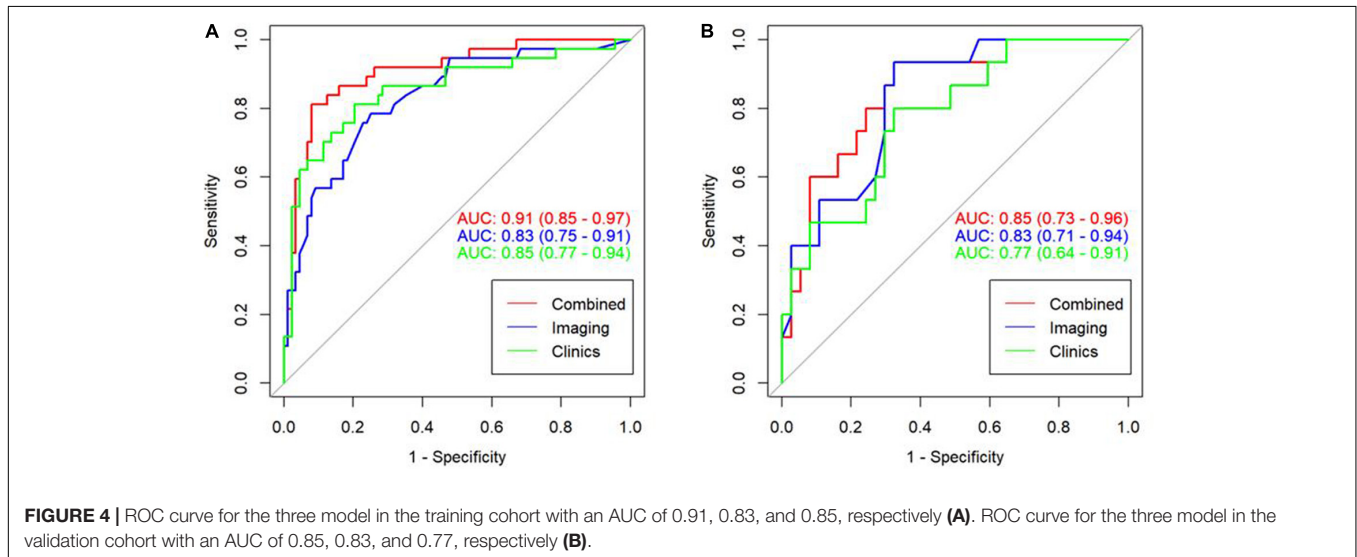 A
1.0
0.8
0.6
0.4
0.2
0.0
Sensitivity
AUC: 0.91 (0.85 - 0.97)
AUC: 0.83 (0.75 - 0.91)
AUC: 0.85 (0.77 - 0.94)
Combined
Imaging
Clinics
0.0 0.2 0.4 0.6 0.8 1.0
1 - Specificity
B
1.0
0.8
0.6
0.4
0.2
0.0
Sensitivity
AUC: 0.85 (0.73 - 0.96)
AUC: 0.83 (0.71 - 0.94)
AUC: 0.77 (0.64 - 0.91)
Combined
Imaging
Clinics
0.0 0.2 0.4 0.6 0.8 1.0
1 - Specificity
FIGURE 4 | ROC curve for the three model in the training cohort with an AUC of 0.91, 0.83, and 0.85, respectively (A). ROC curve for the three model in the
validation cohort with an AUC of 0.85, 0.83, and 0.77, respectively (B).